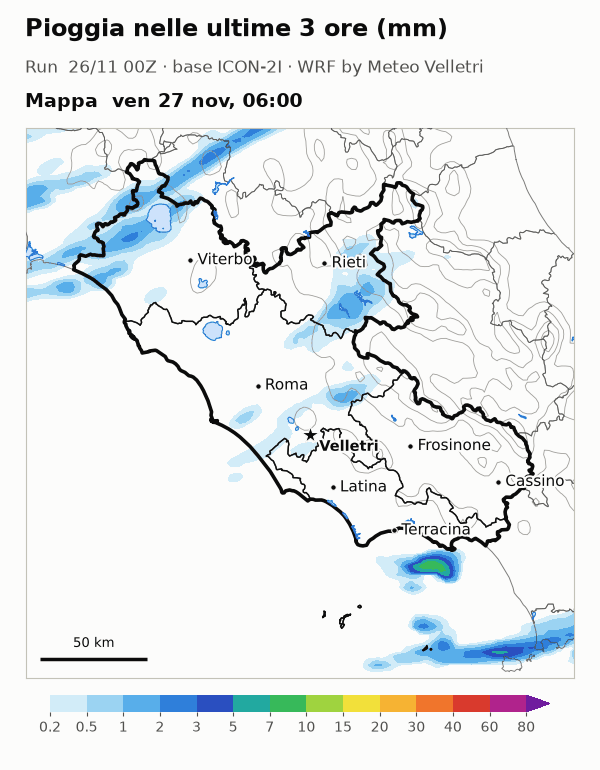 Pioggia nelle ultime 3 ore (mm)
Run  26/11 00Z · base ICON-2I · WRF by Meteo Velletri
Mappa  ven 27 nov, 06:00
Viterbo
Rieti
Roma
Velletri
Frosinone
Cassino
Latina
Terracina
50 km
0.2 0.5 1 2 3 5 7 10 15 20 30 40 60 80